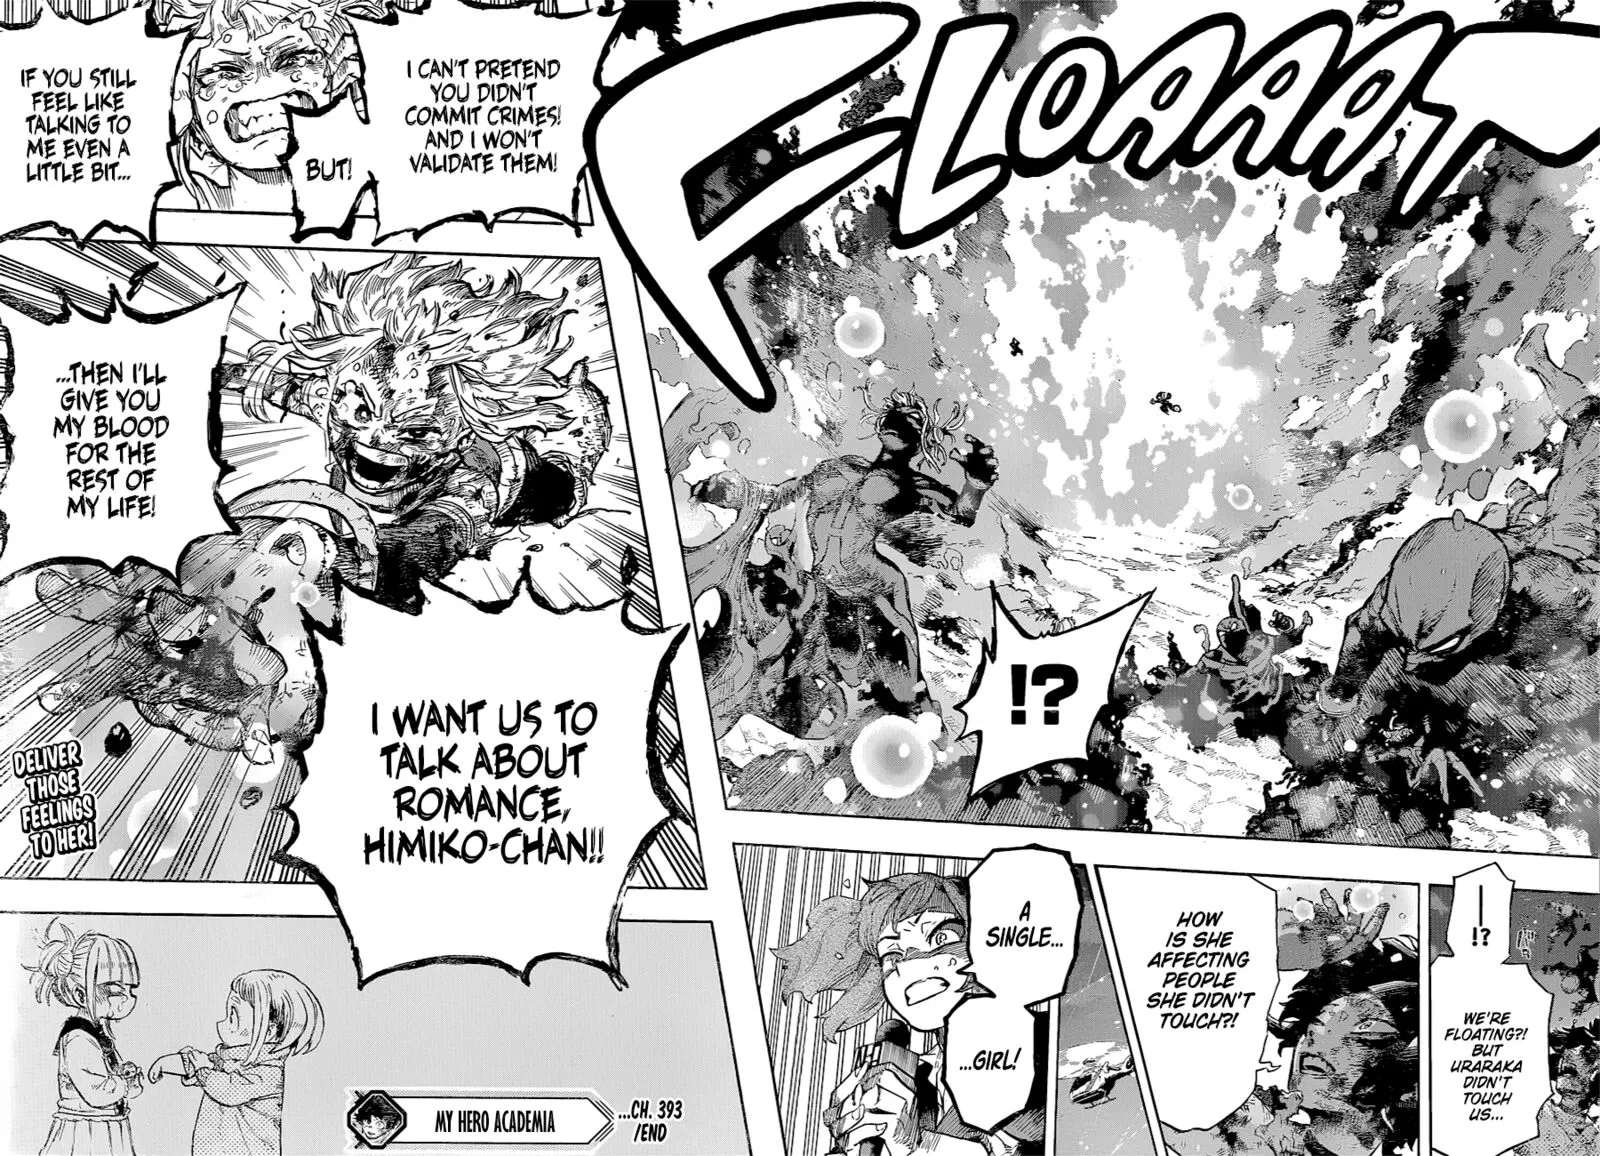 FLOAAAT
!?
—!?
WE'RE
FLOATING?!
BUT
URARAKA
DIDN'T
TOUCH
US...
HOW
IS SHE
AFFECTING
PEOPLE
SHE DIDN'T
TOUCH?!
A
SINGLE...
...GIRL!
I CAN'T PRETEND
YOU DIDN'T
COMMIT CRIMES!
AND I WON'T
VALIDATE THEM!
BUT!
IF YOU STILL
FEEL LIKE
TALKING TO
ME EVEN A
LITTLE BIT...
...THEN I'LL
GIVE YOU
MY BLOOD
FOR THE
REST OF
MY LIFE!
I WANT US TO
TALK ABOUT
ROMANCE,
HIMIKO-CHAN!!
DELIVER
THOSE
FEELINGS
TO HER!
MY HERO ACADEMIA
...CH. 393
/END